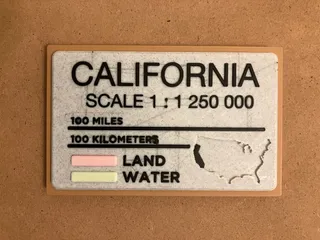 CALIFORNIA
SCALE 1 : 1 250 000
100 MILES
100 KILOMETERS
LAND
WATER